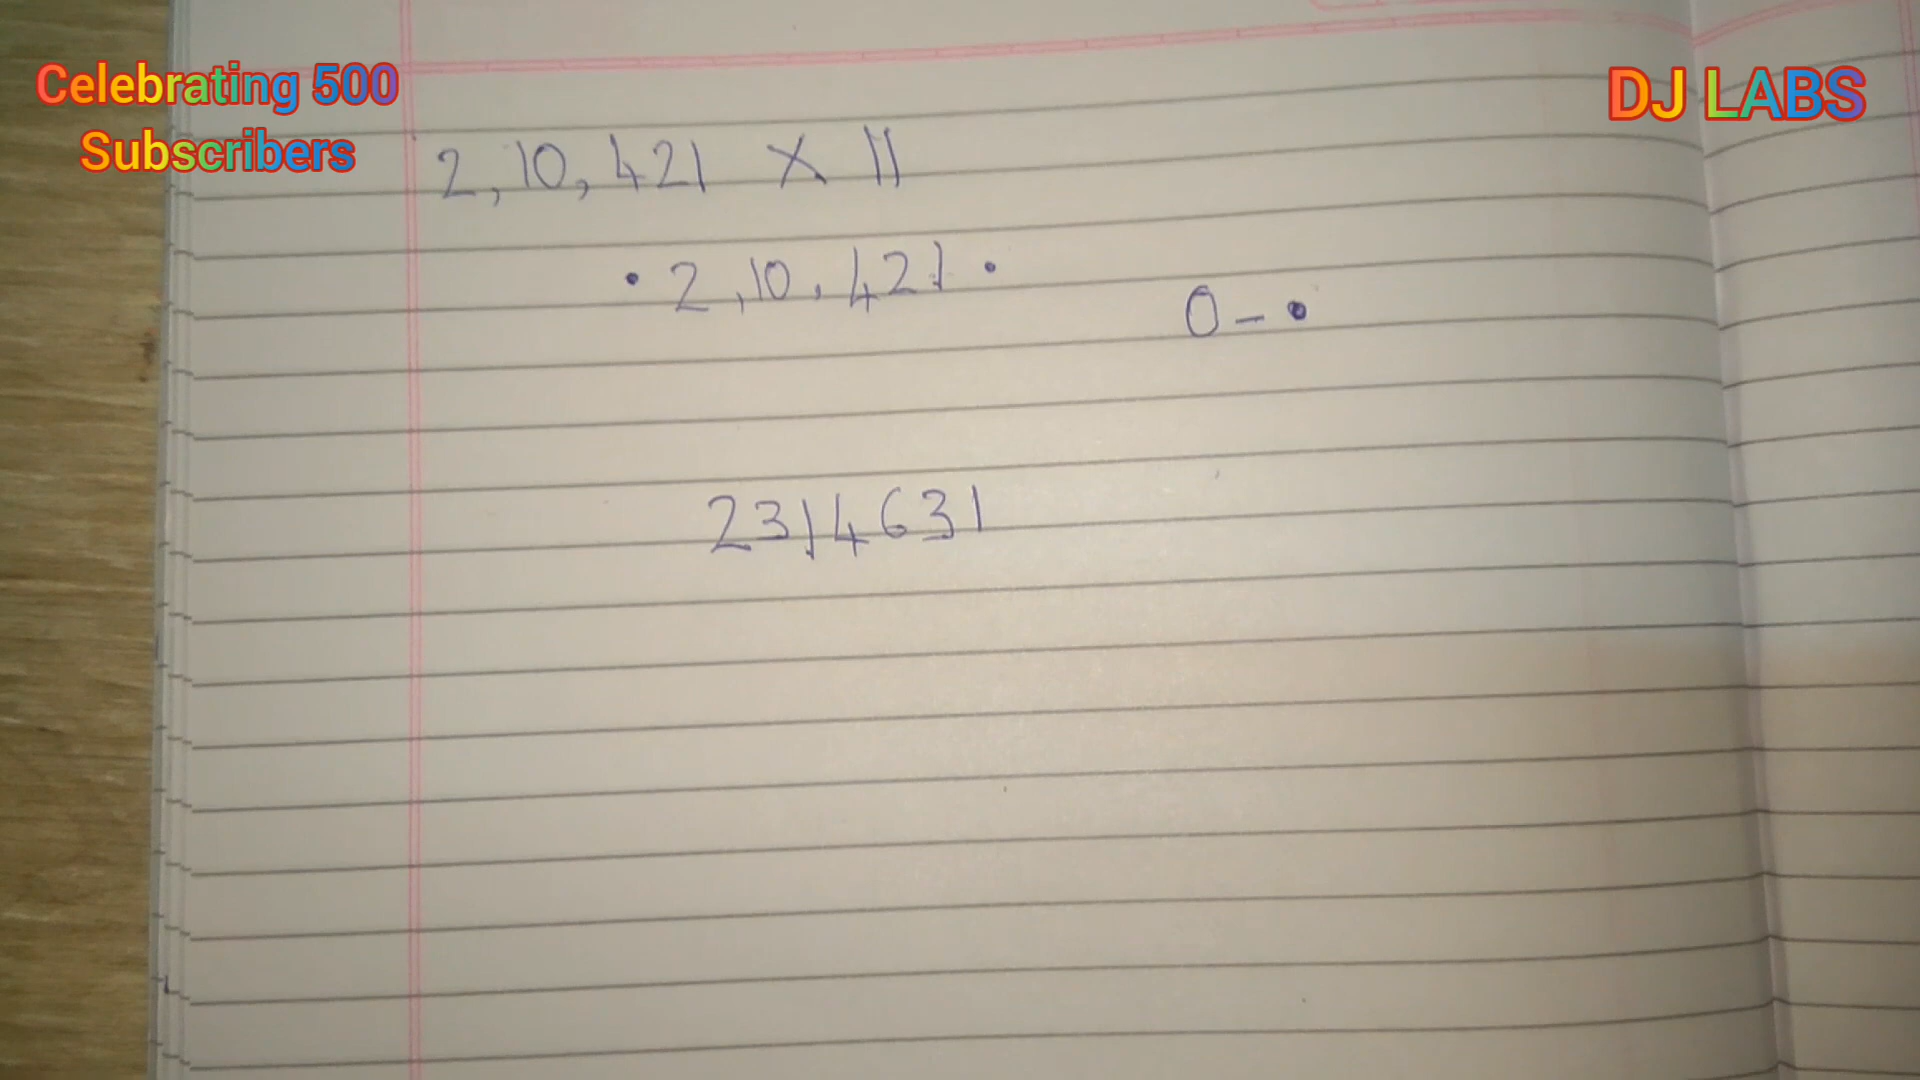 Celebrating 500
Subscribers
DJ LABS
2,10,421 × 11
• 2,10,421 •
0 - •
2314631